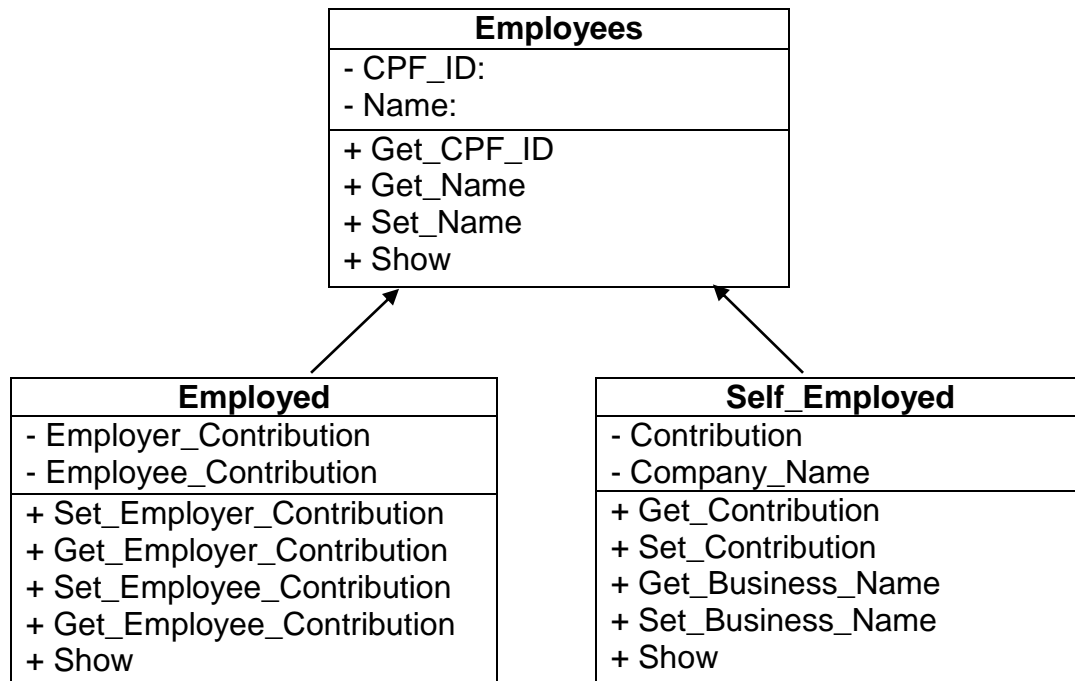 Employees
- CPF_ID:
- Name:
+ Get_CPF_ID
+ Get_Name
+ Set_Name
+ Show
Employed
- Employer_Contribution
- Employee_Contribution
+ Set_Employer_Contribution
+ Get_Employer_Contribution
+ Set_Employee_Contribution
+ Get_Employee_Contribution
+ Show
Self_Employed
- Contribution
- Company_Name
+ Get_Contribution
+ Set_Contribution
+ Get_Business_Name
+ Set_Business_Name
+ Show